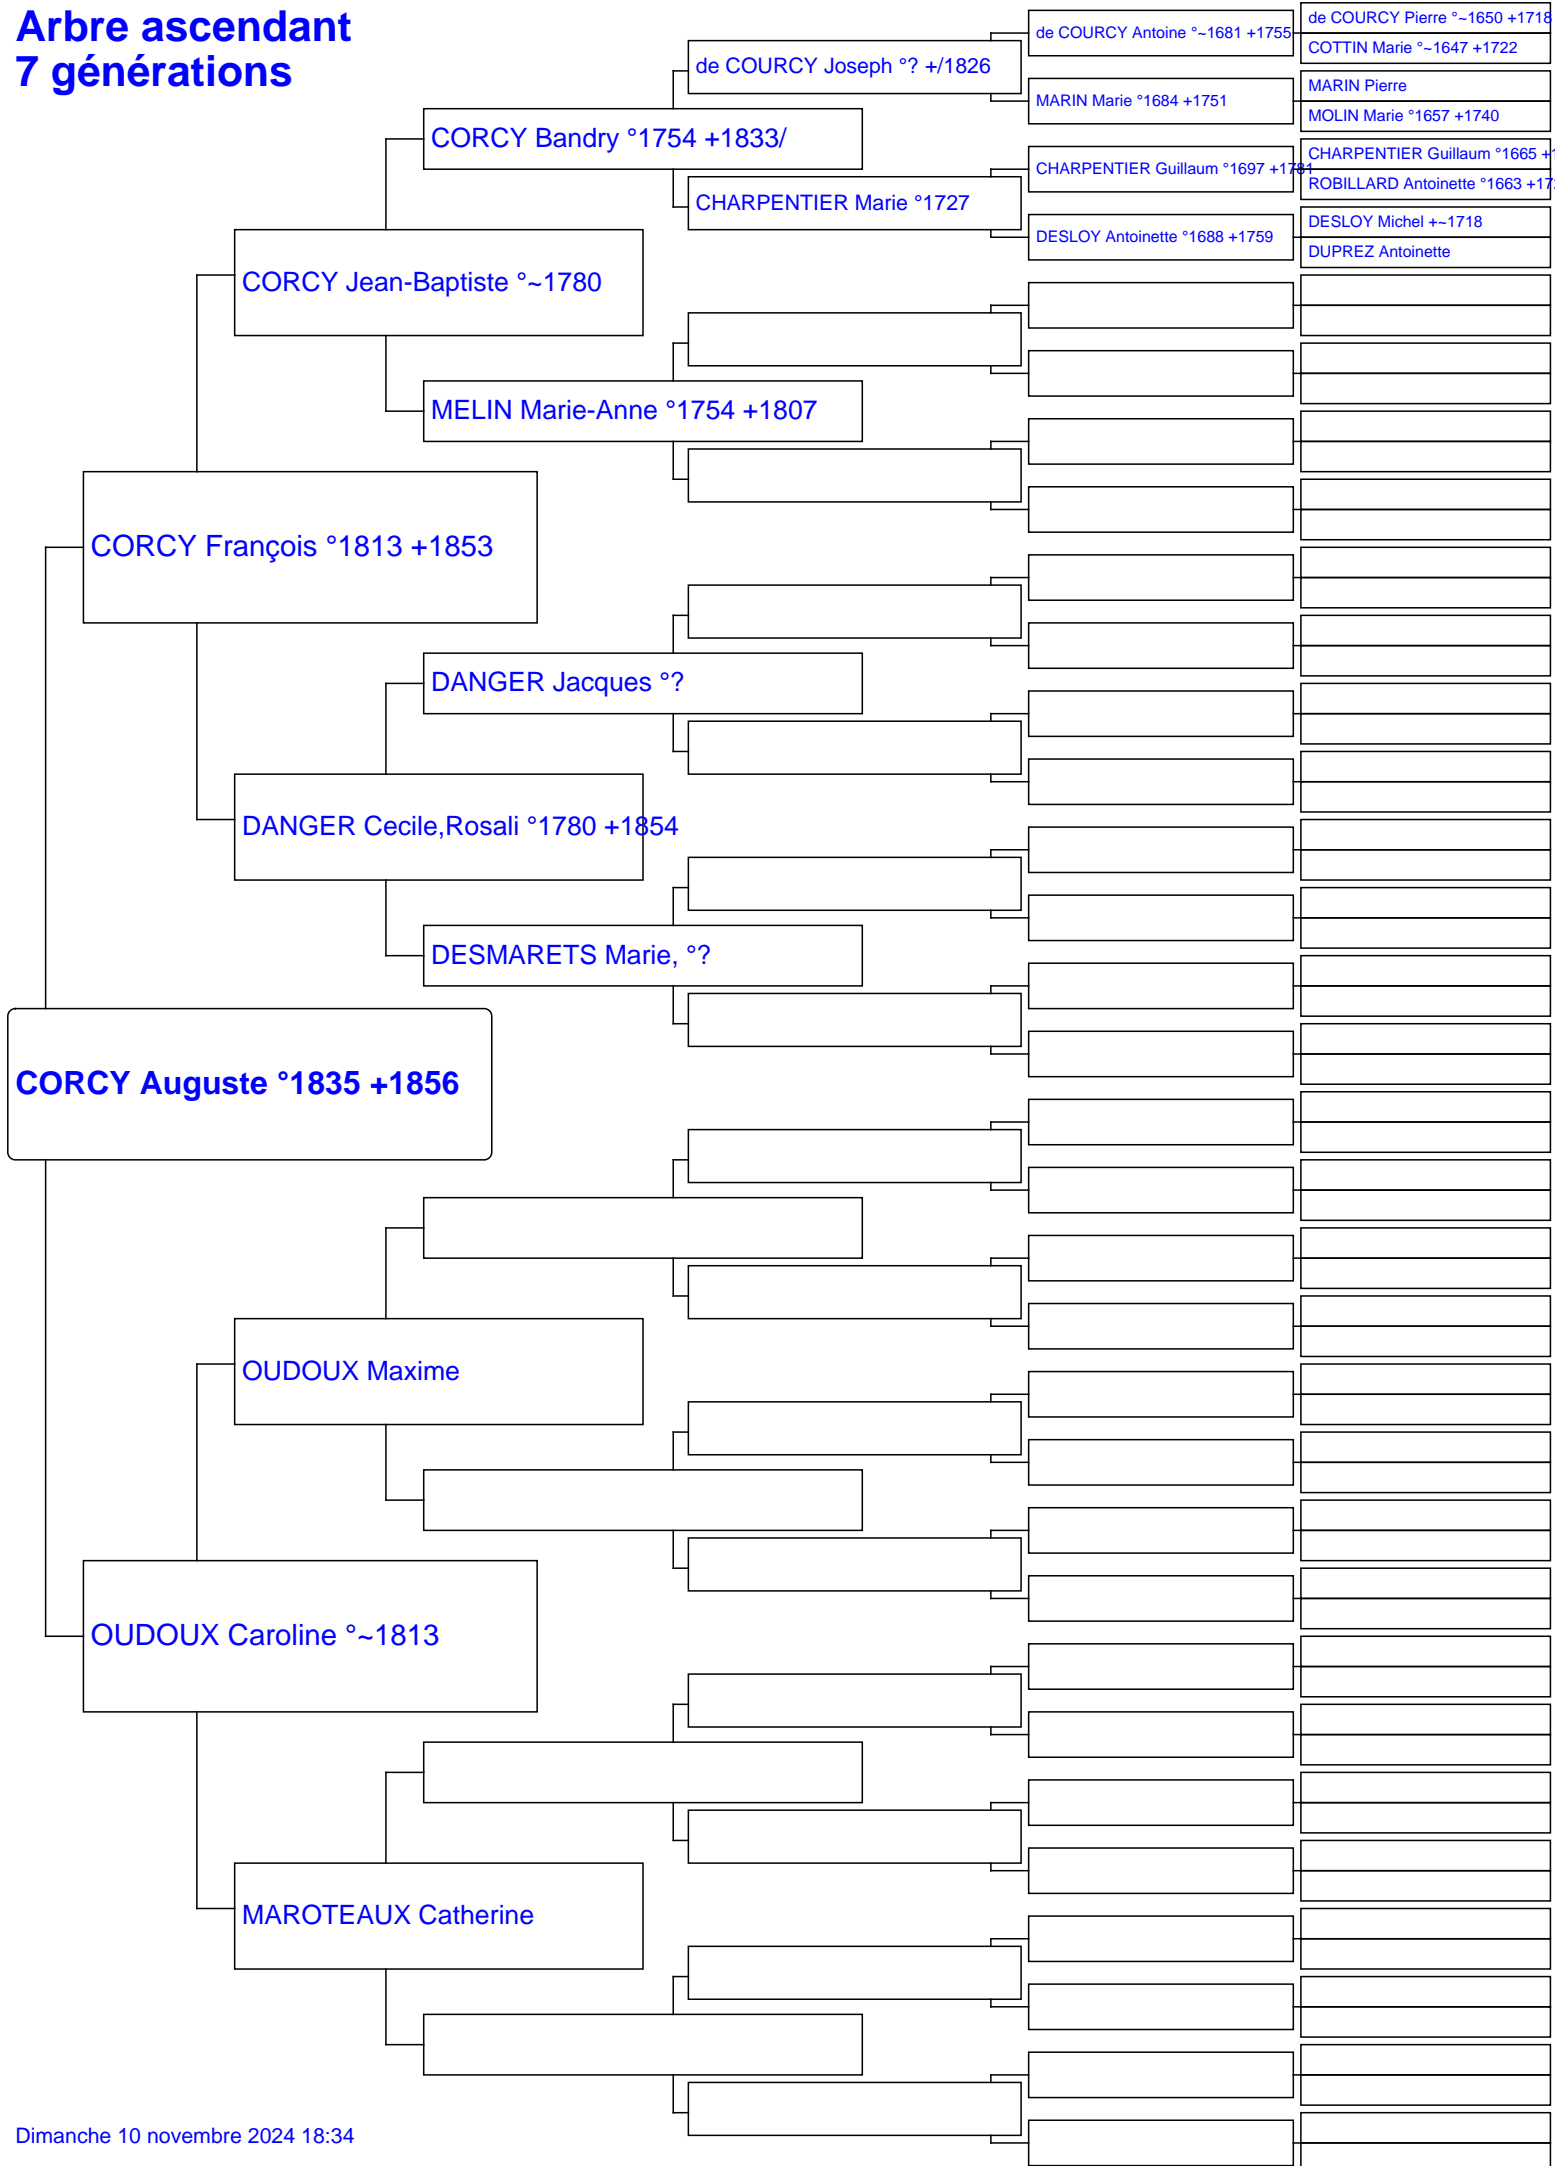 Arbre ascendant
7 générations
de COURCY Pierre °~1650 +1718
de COURCY Antoine °~1681 +1755
COTTIN Marie °~1647 +1722
de COURCY Joseph °? +/1826
MARIN Pierre
MARIN Marie °1684 +1751
MOLIN Marie °1657 +1740
CORCY Bandry °1754 +1833/
CHARPENTIER Guillaum °1665 +1
CHARPENTIER Guillaum °1697 +1781
ROBILLARD Antoinette °1663 +17
CHARPENTIER Marie °1727
DESLOY Michel +~1718
DESLOY Antoinette °1688 +1759
DUPREZ Antoinette
CORCY Jean-Baptiste °~1780
MELIN Marie-Anne °1754 +1807
CORCY François °1813 +1853
DANGER Jacques °?
DANGER Cecile,Rosali °1780 +1854
DESMARETS Marie, °?
CORCY Auguste °1835 +1856
OUDOUX Maxime
OUDOUX Caroline °~1813
MAROTEAUX Catherine
Dimanche 10 novembre 2024 18:34